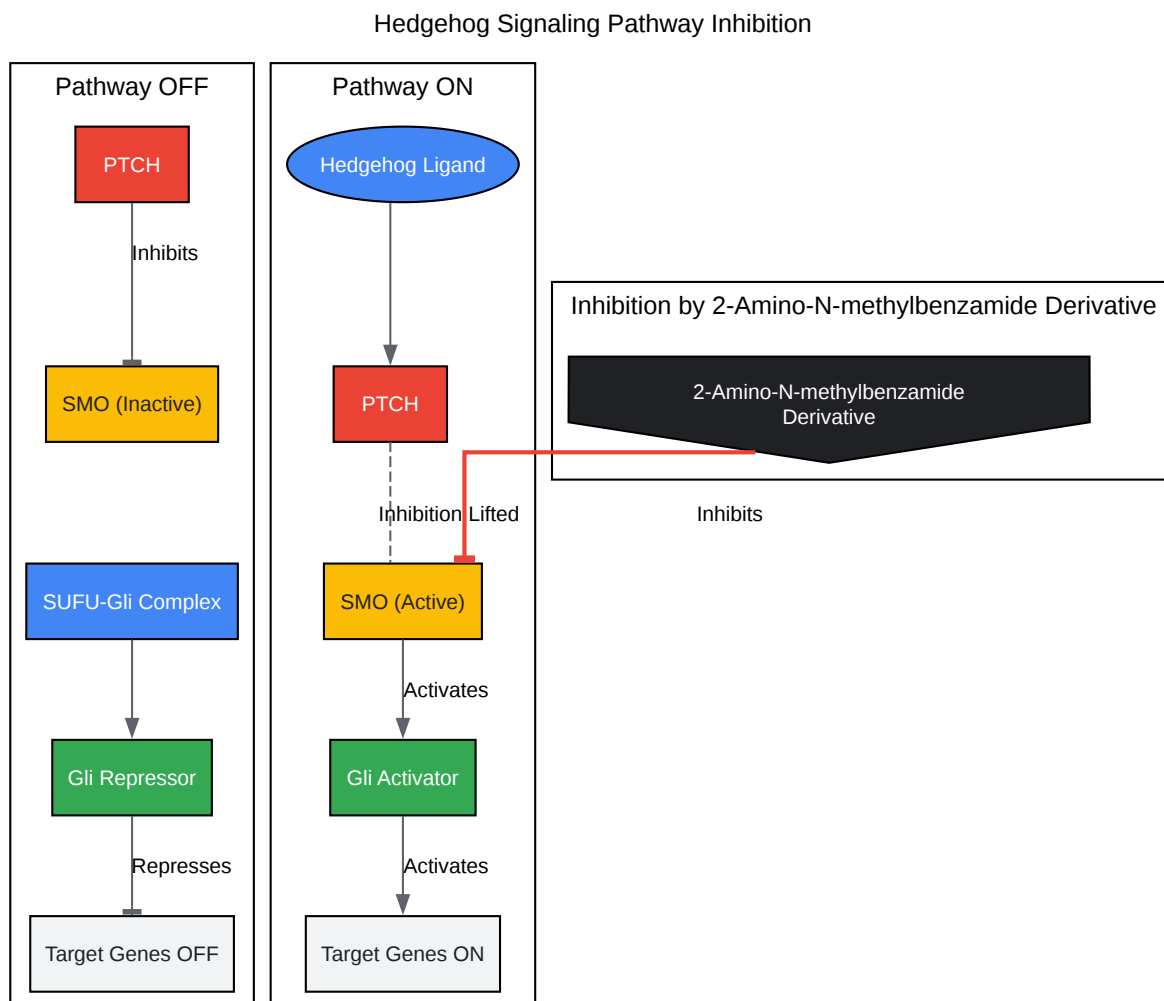 Hedgehog Signaling Pathway Inhibition
Pathway OFF
PTCH
Inhibits
SMO (Inactive)
SUFU-Gli Complex
Gli Repressor
Represses
Target Genes OFF
Pathway ON
Hedgehog Ligand
PTCH
Inhibition Lifted
SMO (Active)
Activates
Gli Activator
Activates
Target Genes ON
Inhibition by 2-Amino-N-methylbenzamide Derivative
2-Amino-N-methylbenzamide
Derivative
Inhibits